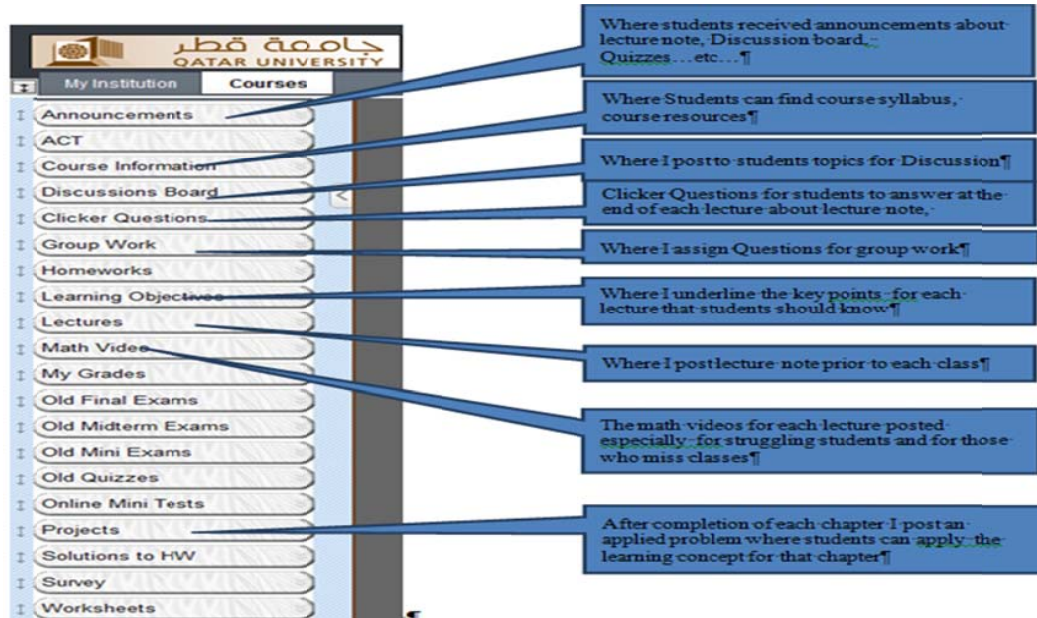 جامعة قطر
QATAR UNIVERSITY
My Institution
Courses
Announcements
ACT
Course Information
Discussions Board
Clicker Questions
Group Work
Homeworks
Learning Objectives
Lectures
Math Video
My Grades
Old Final Exams
Old Midterm Exams
Old Mini Exams
Old Quizzes
Online Mini Tests
Projects
Solutions to HW
Survey
Worksheets
Where students received announcements about
lecture note, Discussion board,
Quizzes…etc…¶
Where Students can find course syllabus,
course resources¶
Where I post to students topics for Discussion¶
Clicker Questions for students to answer at the
end of each lecture about lecture note,
Where I assign Questions for group work¶
Where I underline the key points for each
lecture that students should know¶
Where I post lecture note prior to each class¶
The math videos for each lecture posted
especially for struggling students and for those
who miss classes¶
After completion of each chapter I post an
applied problem where students can apply the
learning concept for that chapter¶
¶